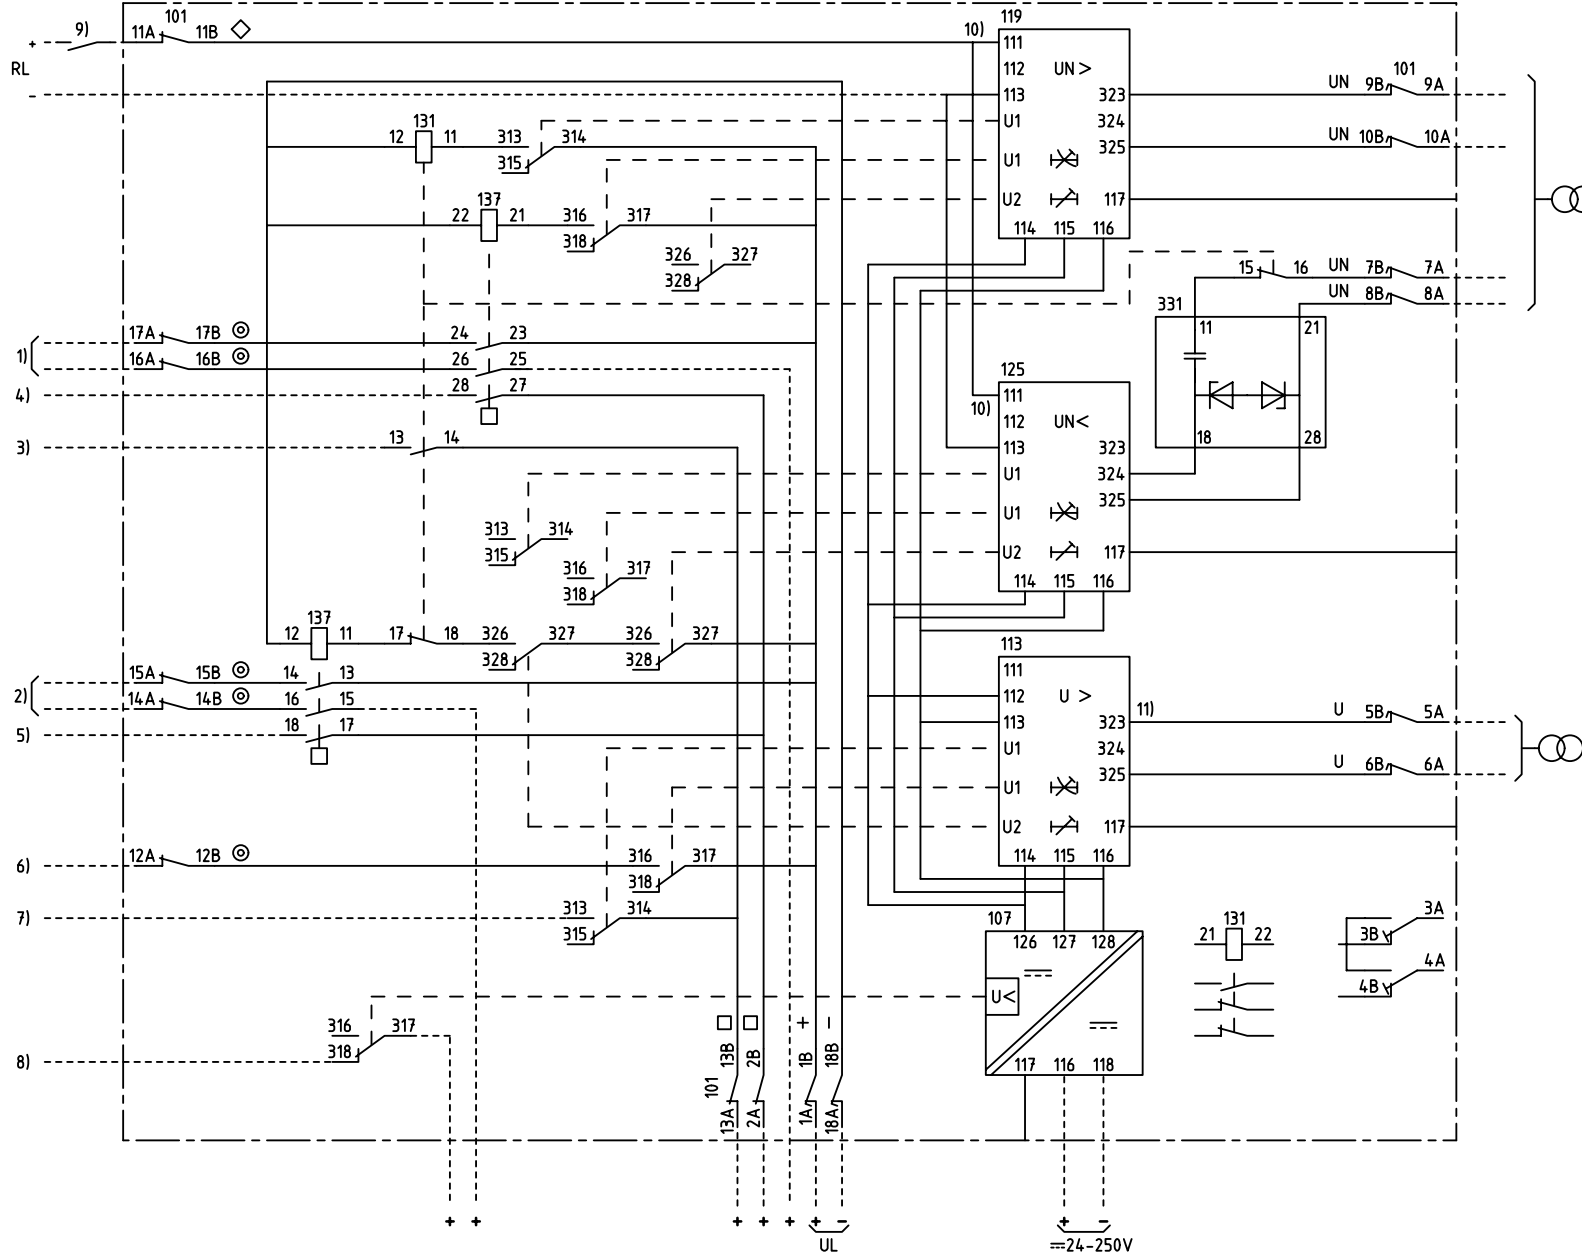 101 119
9) 11A 11B 10) 111
+
RL 112 UN > 101
UN 9B 9A
- 113 323
131 U1 324
12 11 313 314 UN 10B 10A
315 U1 325
137
22 21 316 317 U2 117
318 114 115 116
326 327
328 15 16 UN 7B 7A
UN 8B 8A
331
17A 17B 24 23 11 21
1) 16A 16B 26 25 125
4) 28 27 111
10) 112 UN<
3) 13 14 113 323 18 28
U1 324
325
313 314 U1
315 U2 117
316 317
318 114 115 116
137
12 11 17 18 326 327 326 327 113
328 328 111
15A 15B 14 13
2) 14A 14B 16 15 112 U >
5) 18 17 113 323 11) U 5B 5A
U1 324
325 U 6B 6A
U1
U2 117
6) 12A 12B 316 317 114 115 116
318
7) 313 314 107 131 3A
315 126 127 128 21 22 3B
4A
4B
U<
316 317 + -
8) 318 13B 2B 1B 18B 117 116 118
101
13A 2A 1A 18A
+ + + + + + - + -
UL 24-250V